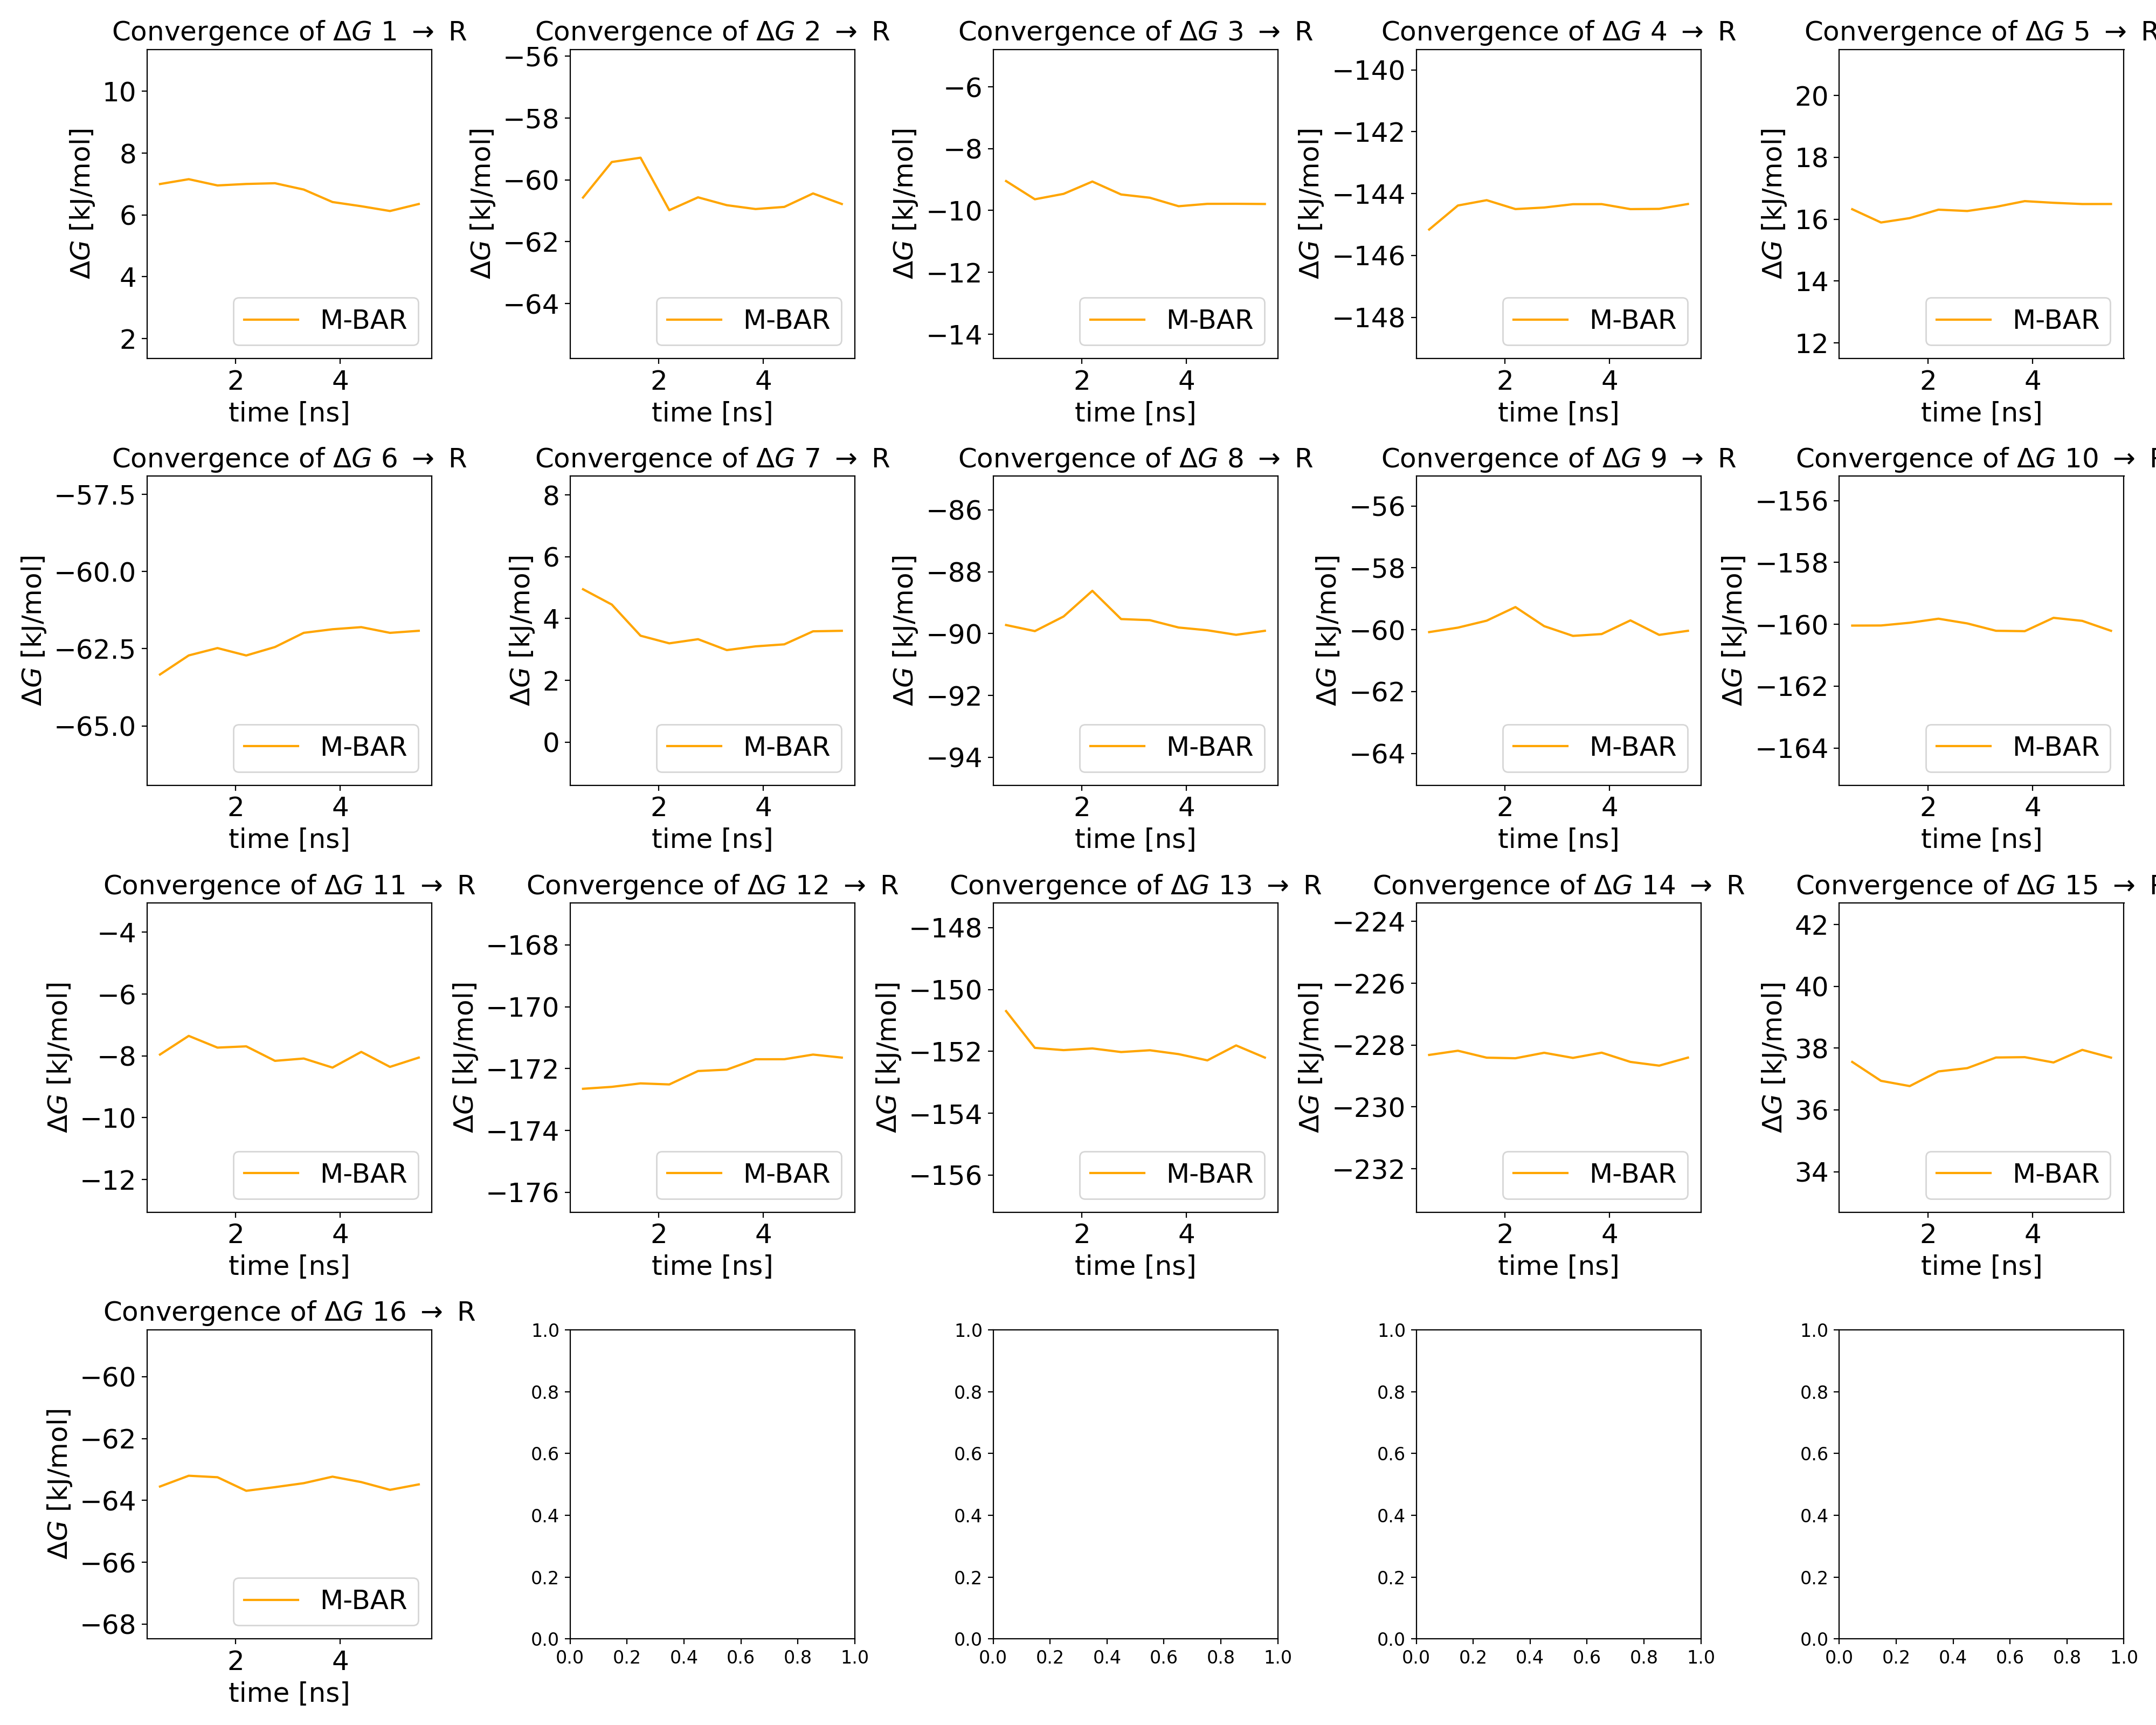 Convergence of ΔG 1 → R
Convergence of ΔG 2 → R
Convergence of ΔG 3 → R
Convergence of ΔG 4 → R
Convergence of ΔG 5 → R
ΔG [kJ/mol]
10
8
6
4
2
M-BAR
2 4
time [ns]
ΔG [kJ/mol]
−56
−58
−60
−62
−64
M-BAR
2 4
time [ns]
ΔG [kJ/mol]
−6
−8
−10
−12
−14
M-BAR
2 4
time [ns]
ΔG [kJ/mol]
−140
−142
−144
−146
−148
M-BAR
2 4
time [ns]
ΔG [kJ/mol]
20
18
16
14
12
M-BAR
2 4
time [ns]
Convergence of ΔG 6 → R
Convergence of ΔG 7 → R
Convergence of ΔG 8 → R
Convergence of ΔG 9 → R
Convergence of ΔG 10 → R
ΔG [kJ/mol]
−57.5
−60.0
−62.5
−65.0
M-BAR
2 4
time [ns]
ΔG [kJ/mol]
8
6
4
2
0
M-BAR
2 4
time [ns]
ΔG [kJ/mol]
−86
−88
−90
−92
−94
M-BAR
2 4
time [ns]
ΔG [kJ/mol]
−56
−58
−60
−62
−64
M-BAR
2 4
time [ns]
ΔG [kJ/mol]
−156
−158
−160
−162
−164
M-BAR
2 4
time [ns]
Convergence of ΔG 11 → R
Convergence of ΔG 12 → R
Convergence of ΔG 13 → R
Convergence of ΔG 14 → R
Convergence of ΔG 15 → R
ΔG [kJ/mol]
−4
−6
−8
−10
−12
M-BAR
2 4
time [ns]
ΔG [kJ/mol]
−168
−170
−172
−174
−176
M-BAR
2 4
time [ns]
ΔG [kJ/mol]
−148
−150
−152
−154
−156
M-BAR
2 4
time [ns]
ΔG [kJ/mol]
−224
−226
−228
−230
−232
M-BAR
2 4
time [ns]
ΔG [kJ/mol]
42
40
38
36
34
M-BAR
2 4
time [ns]
Convergence of ΔG 16 → R
ΔG [kJ/mol]
−60
−62
−64
−66
−68
M-BAR
2 4
time [ns]
1.0
0.8
0.6
0.4
0.2
0.0
0.0 0.2 0.4 0.6 0.8 1.0
1.0
0.8
0.6
0.4
0.2
0.0
0.0 0.2 0.4 0.6 0.8 1.0
1.0
0.8
0.6
0.4
0.2
0.0
0.0 0.2 0.4 0.6 0.8 1.0
1.0
0.8
0.6
0.4
0.2
0.0
0.0 0.2 0.4 0.6 0.8 1.0